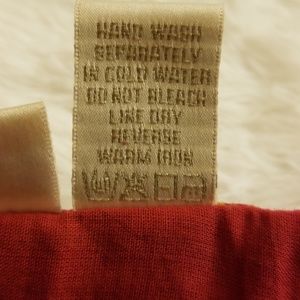 HAND WASH
SEPARATELY
IN COLD WATER
DO NOT BLEACH
LINE DRY
REVERSE
WARM IRON